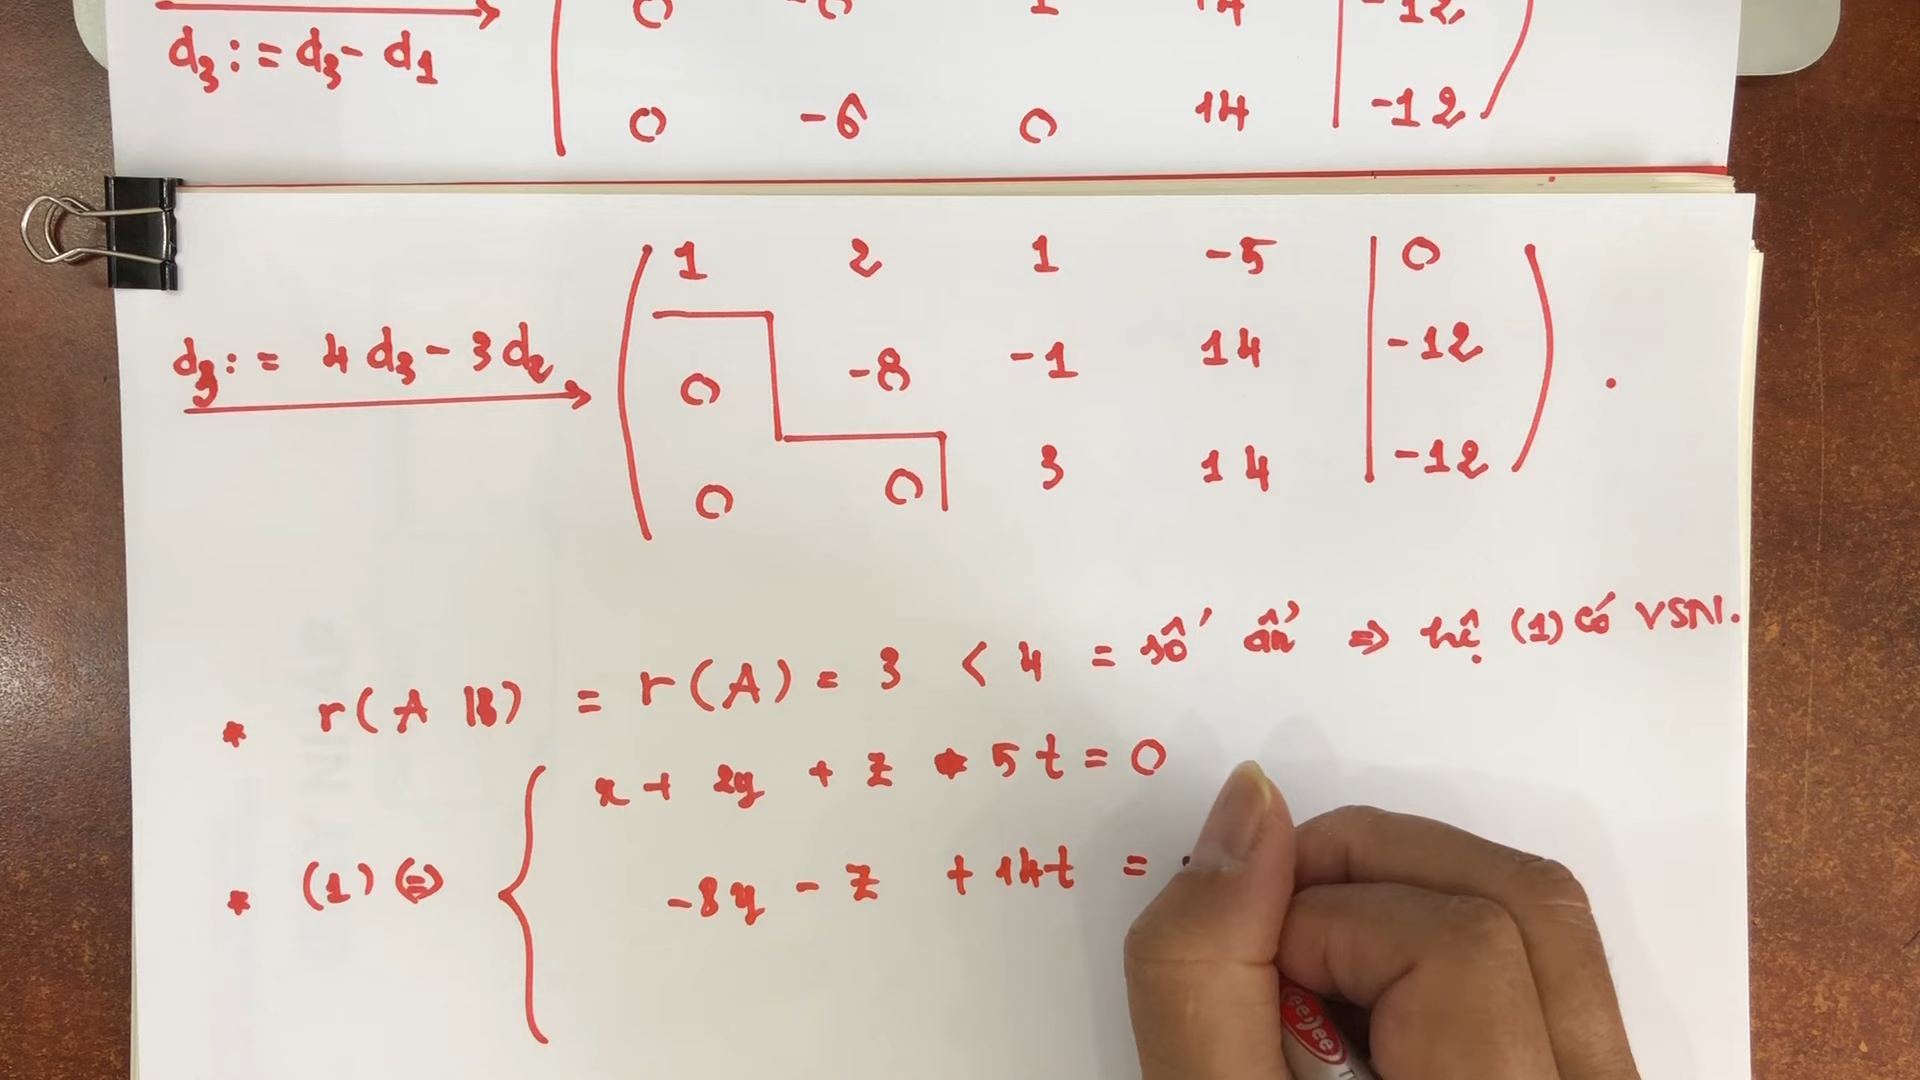 d3 := d3 - d1
0 -6 0 14 | -12
1 2 1 -5 | 0
d3 := 4d3 - 3d2
0 -8 -1 14 | -12 .
0 0 3 14 | -12
* r(A|B) = r(A) = 3 < 4 = số ẩn ⇒ hệ (1) có VSN.
x + 2y + z 5t = 0
* (1) ⇔
-8y - z + 14t =